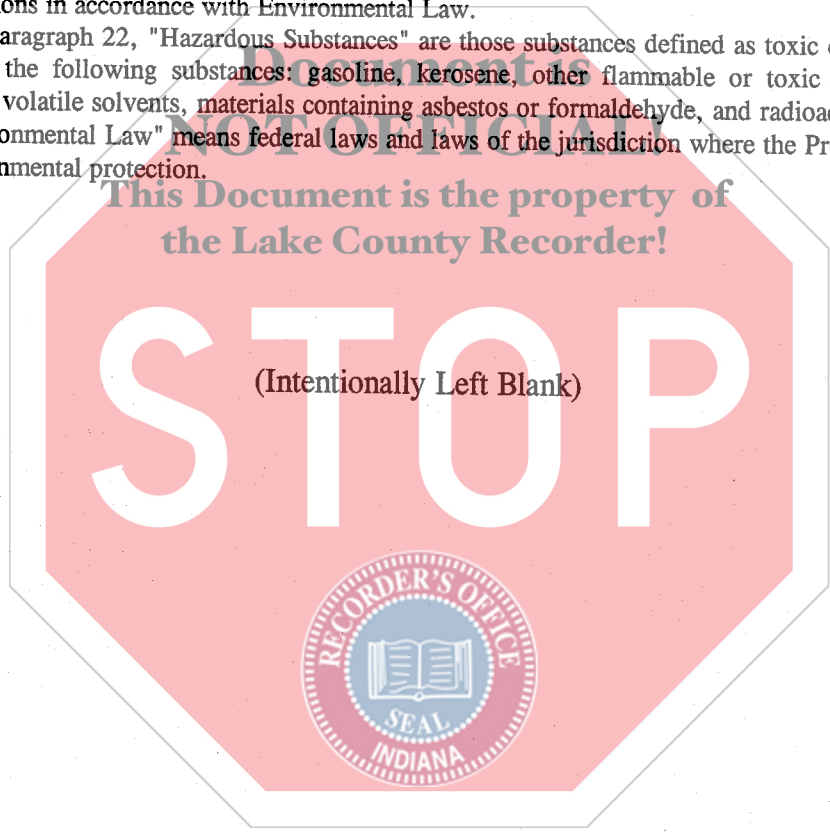 ons in accordance with Environmental Law.
aragraph 22, "Hazardous Substances" are those substances defined as toxic
the following substances: gasoline, kerosene, other flammable or toxic
volatile solvents, materials containing asbestos or formaldehyde, and radioa
onmental Law" means federal laws and laws of the jurisdiction where the Pr
nmental protection.
Document is
NOT OFFICIAL!
This Document is the property of
the Lake County Recorder!
STOP
(Intentionally Left Blank)
RECORDER'S OFFICE
SEAL
INDIANA